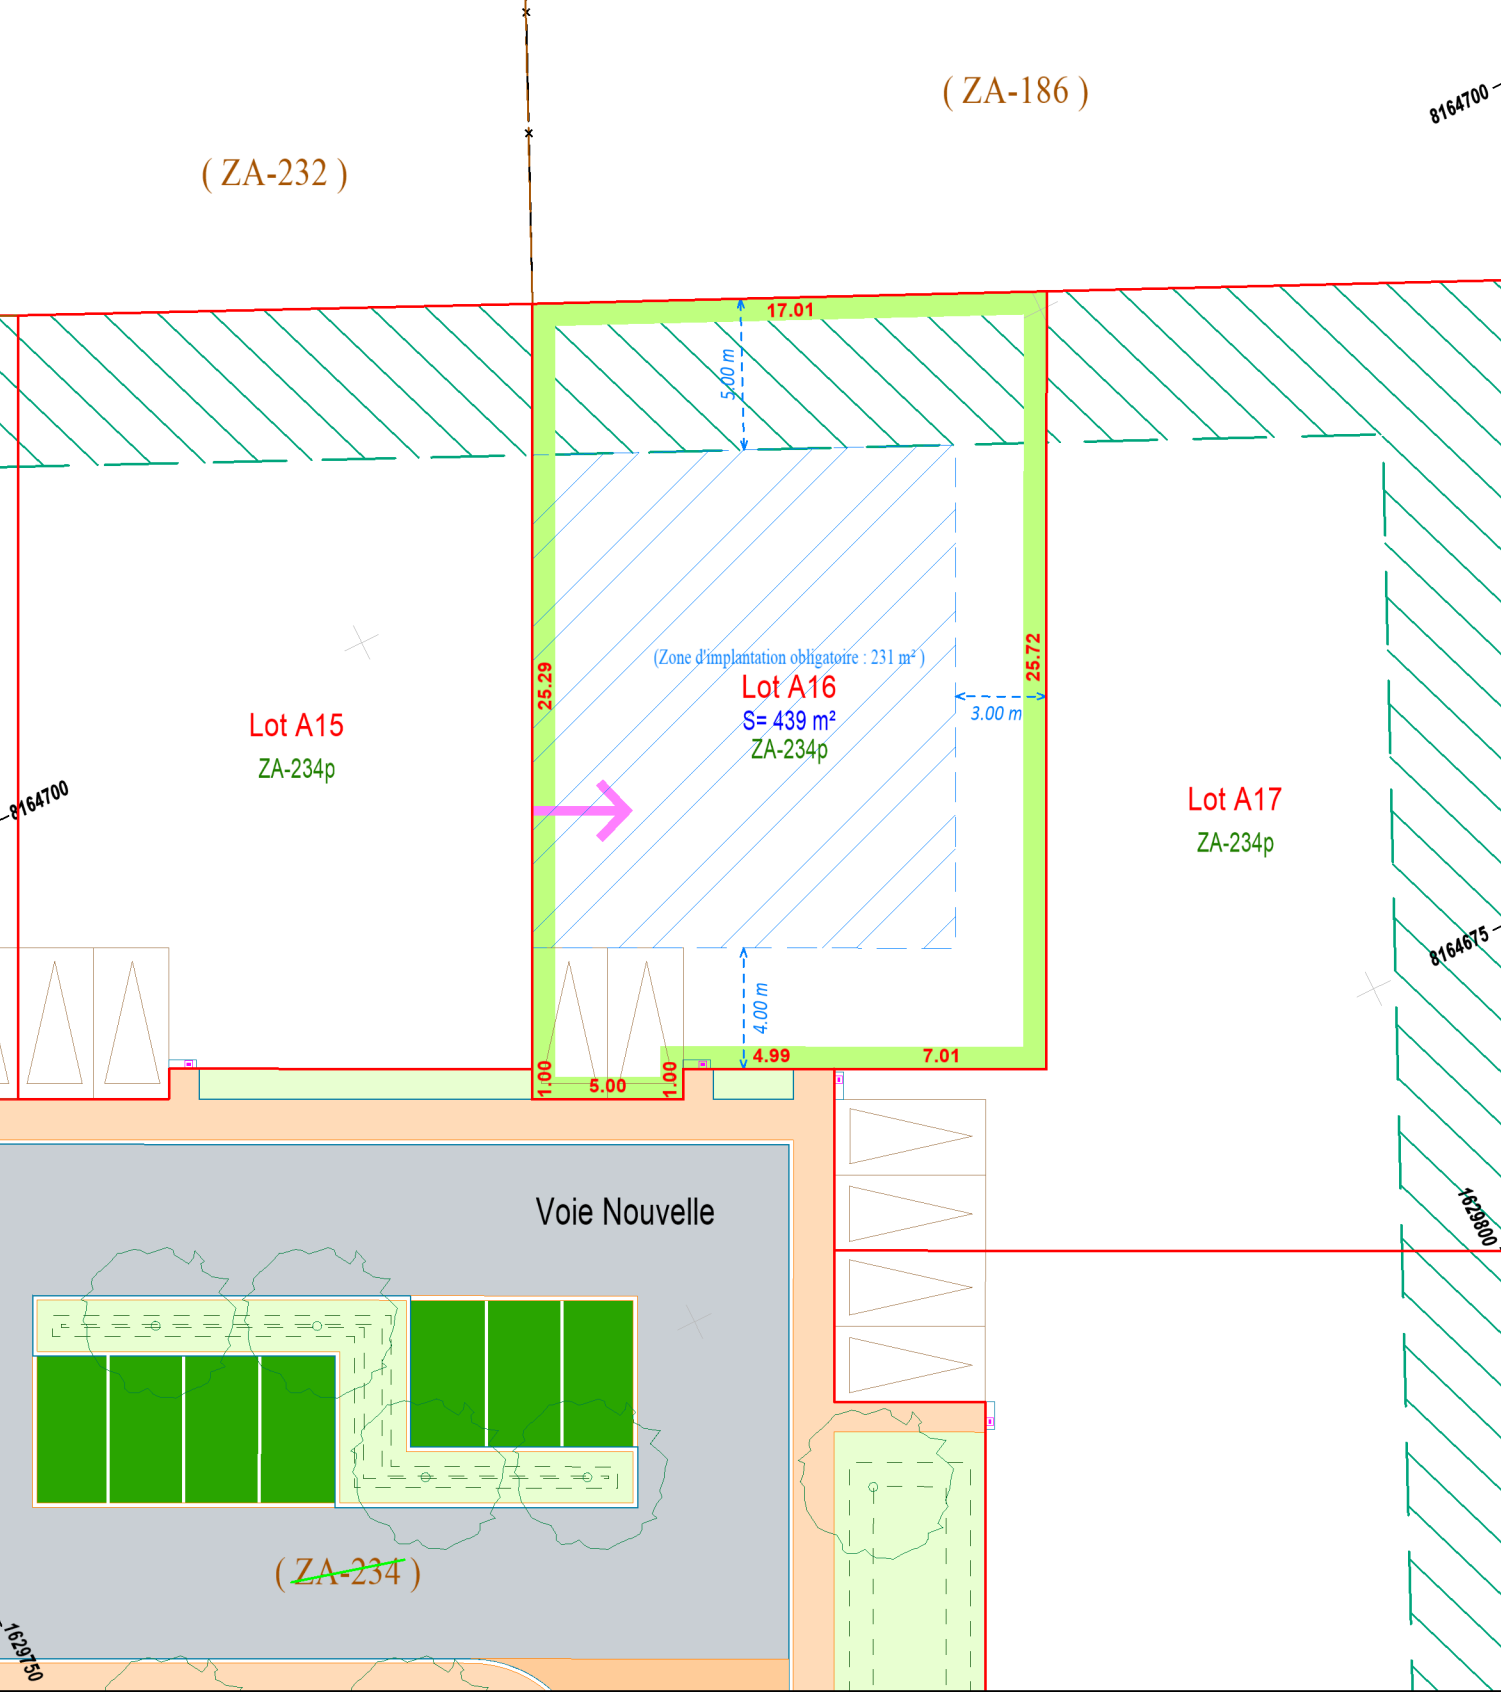 ( ZA-186 )
8164700
( ZA-232 )
17.01
5.00 m
25.29
25.72
(Zone d'implantation obligatoire : 231 m² )
Lot A16
S= 439 m²
ZA-234p
3.00 m
Lot A15
ZA-234p
8164700
Lot A17
ZA-234p
8164675
4.00 m
4.99
7.01
1.00
5.00
1.00
Voie Nouvelle
1629800
( ZA-234 )
1629750